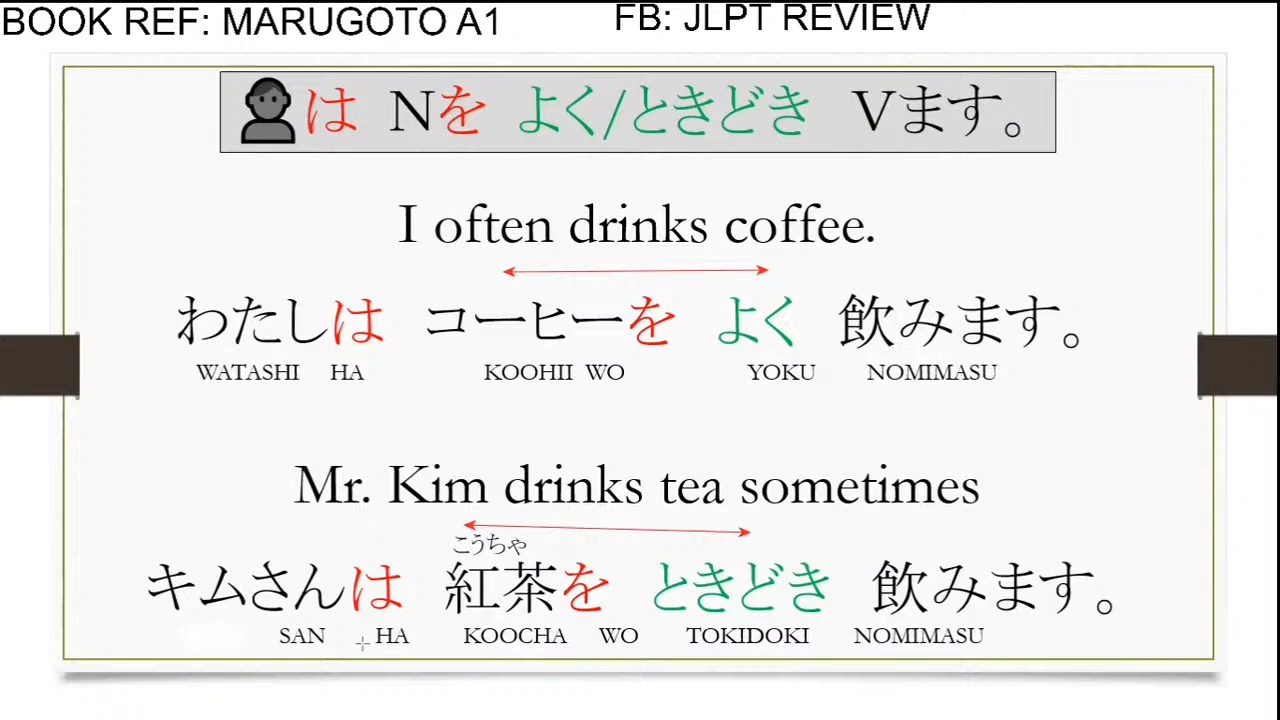 BOOK REF: MARUGOTO A1 FB: JLPT REVIEW
は Nを よく/ときどき Vます。
I often drinks coffee.
わたしは コーヒーを よく 飲みます。
WATASHI HA KOOHII WO YOKU NOMIMASU
Mr. Kim drinks tea sometimes
こうちゃ
キムさんは 紅茶を ときどき 飲みます。
SAN HA KOOCHA WO TOKIDOKI NOMIMASU